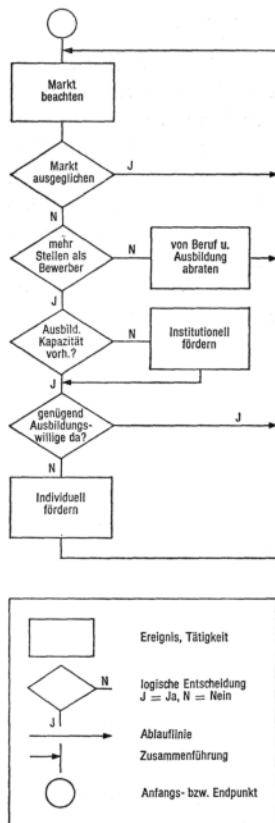 Markt
beachten
Markt
ausgeglichen
J
N
mehr
Stellen als
Bewerber
N
von Beruf u.
Ausbildung
abraten
J
Ausbild.
Kapazität
vorh.?
N
Institutionell
fördern
J
genügend
Ausbildungs-
willige da?
J
N
Individuell
fördern
Ereignis, Tätigkeit
N
logische Entscheidung
J = Ja, N = Nein
J
Ablauflinie
Zusammenführung
Anfangs- bzw. Endpunkt